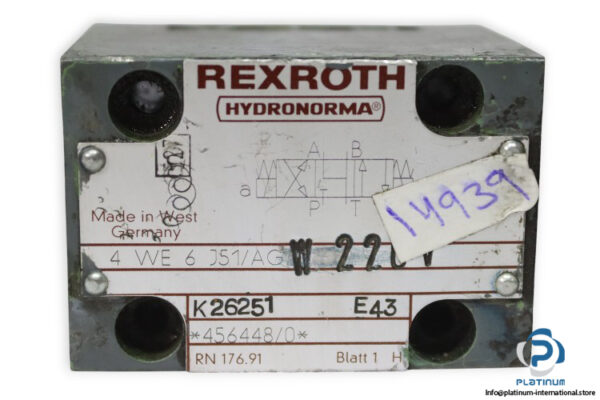 REXROTH
HYDRONORMA®
A B
a
P T
14939
Made in West
Germany
4 WE 6 J51/AG W 220V
K26251 E43
*456448/0*
RN 176.91 Blatt 1 H
PLATINUM
Info@platinum-international.store